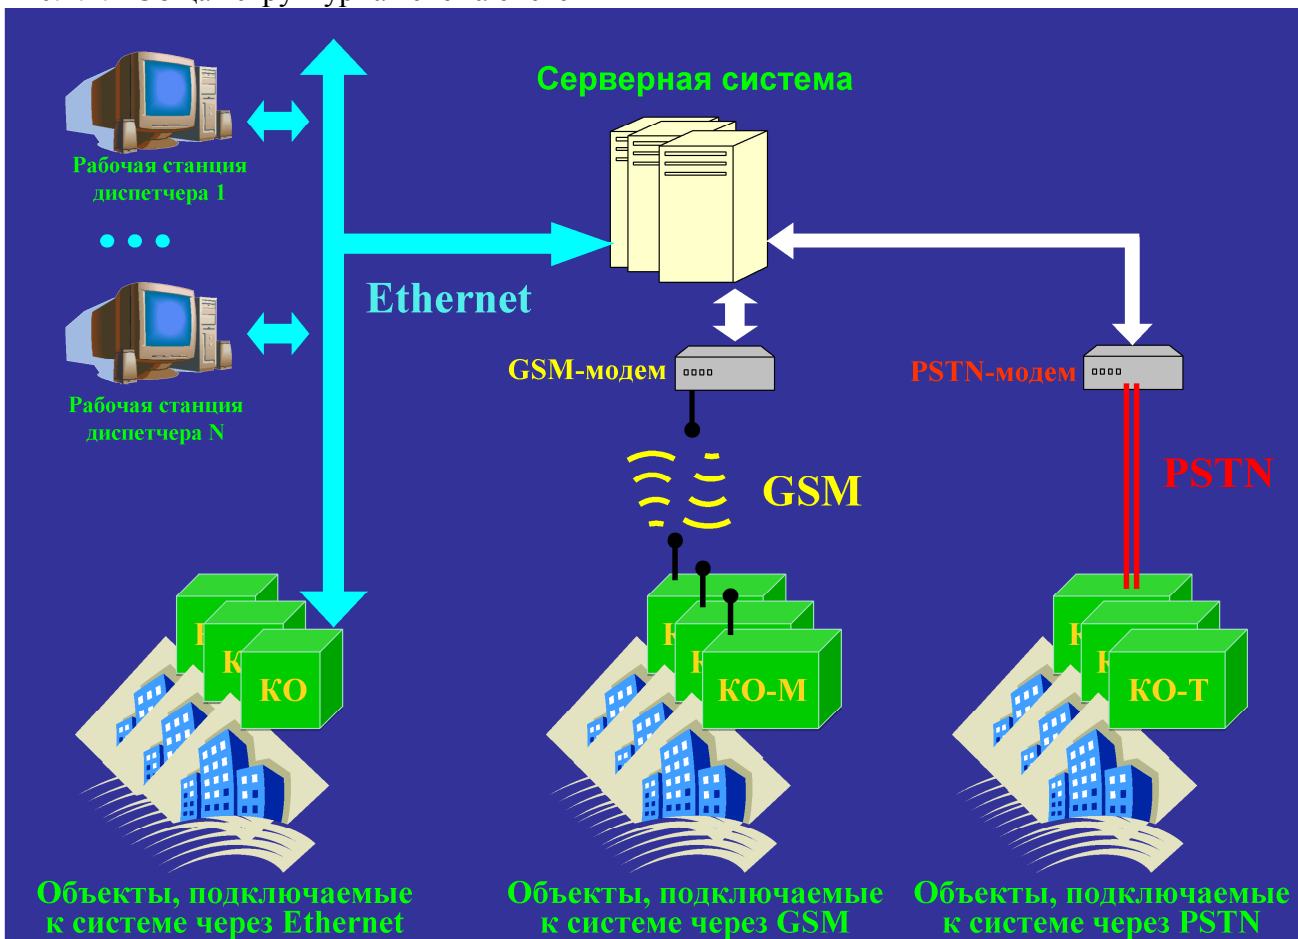 Серверная система
Рабочая станция
диспетчера 1
Ethernet
GSM-модем
PSTN-модем
Рабочая станция
диспетчера N
GSM
PSTN
КО
КО-М
КО-Т
Объекты, подключаемые
к системе через Ethernet
Объекты, подключаемые
к системе через GSM
Объекты, подключаемые
к системе через PSTN